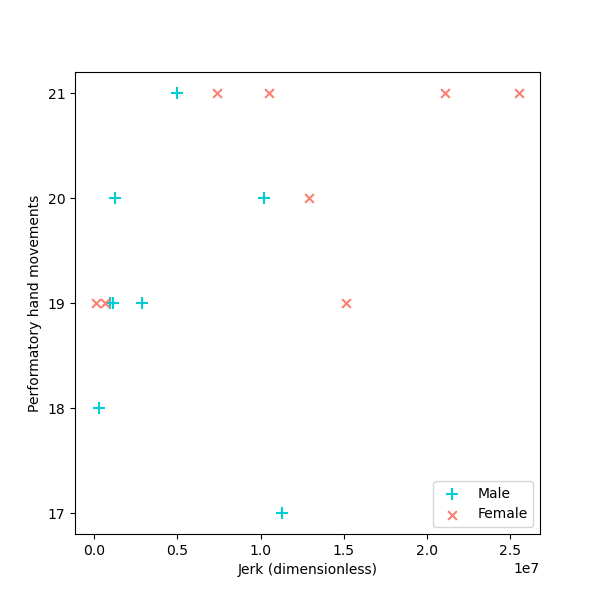 21
20
19
18
17
Performatory hand movements
0.0 0.5 1.0 1.5 2.0 2.5
1e7
Jerk (dimensionless)
Male
Female